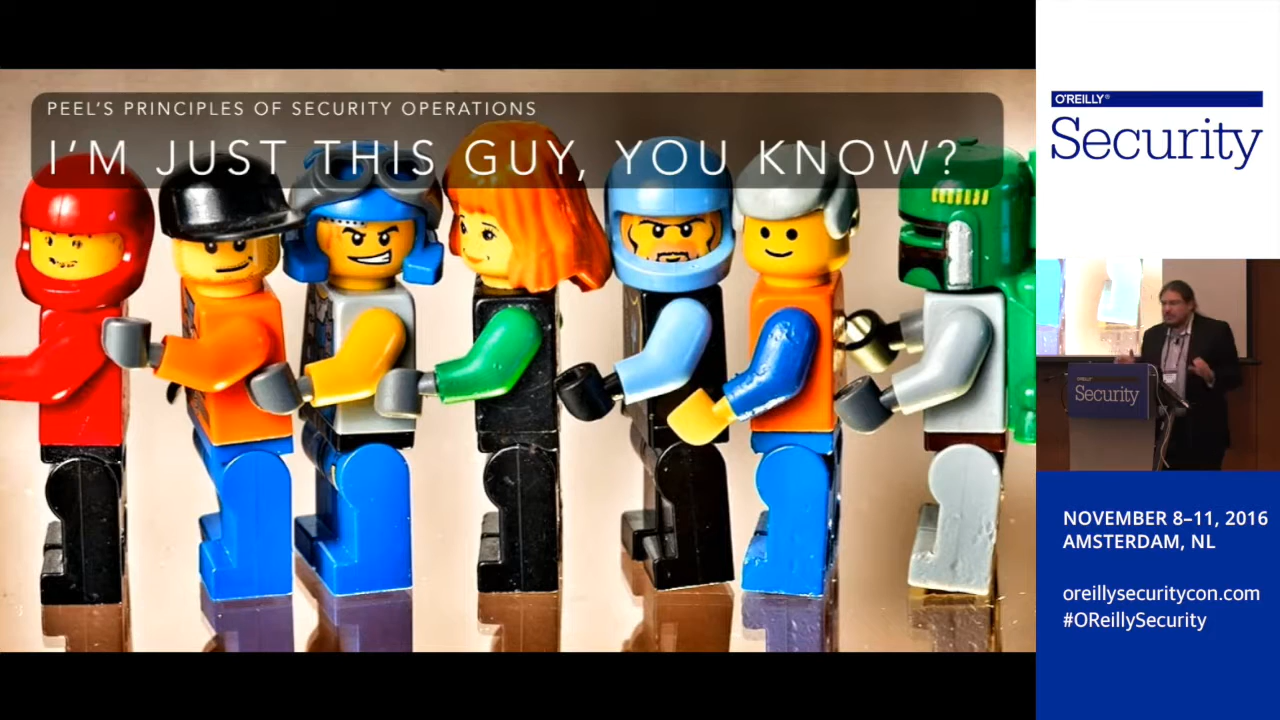 PEEL'S PRINCIPLES OF SECURITY OPERATIONS
I'M JUST THIS GUY, YOU KNOW?
O'REILLY®
Security
O'REILLY
Security
NOVEMBER 8–11, 2016
AMSTERDAM, NL
oreillysecuritycon.com
#OReillySecurity